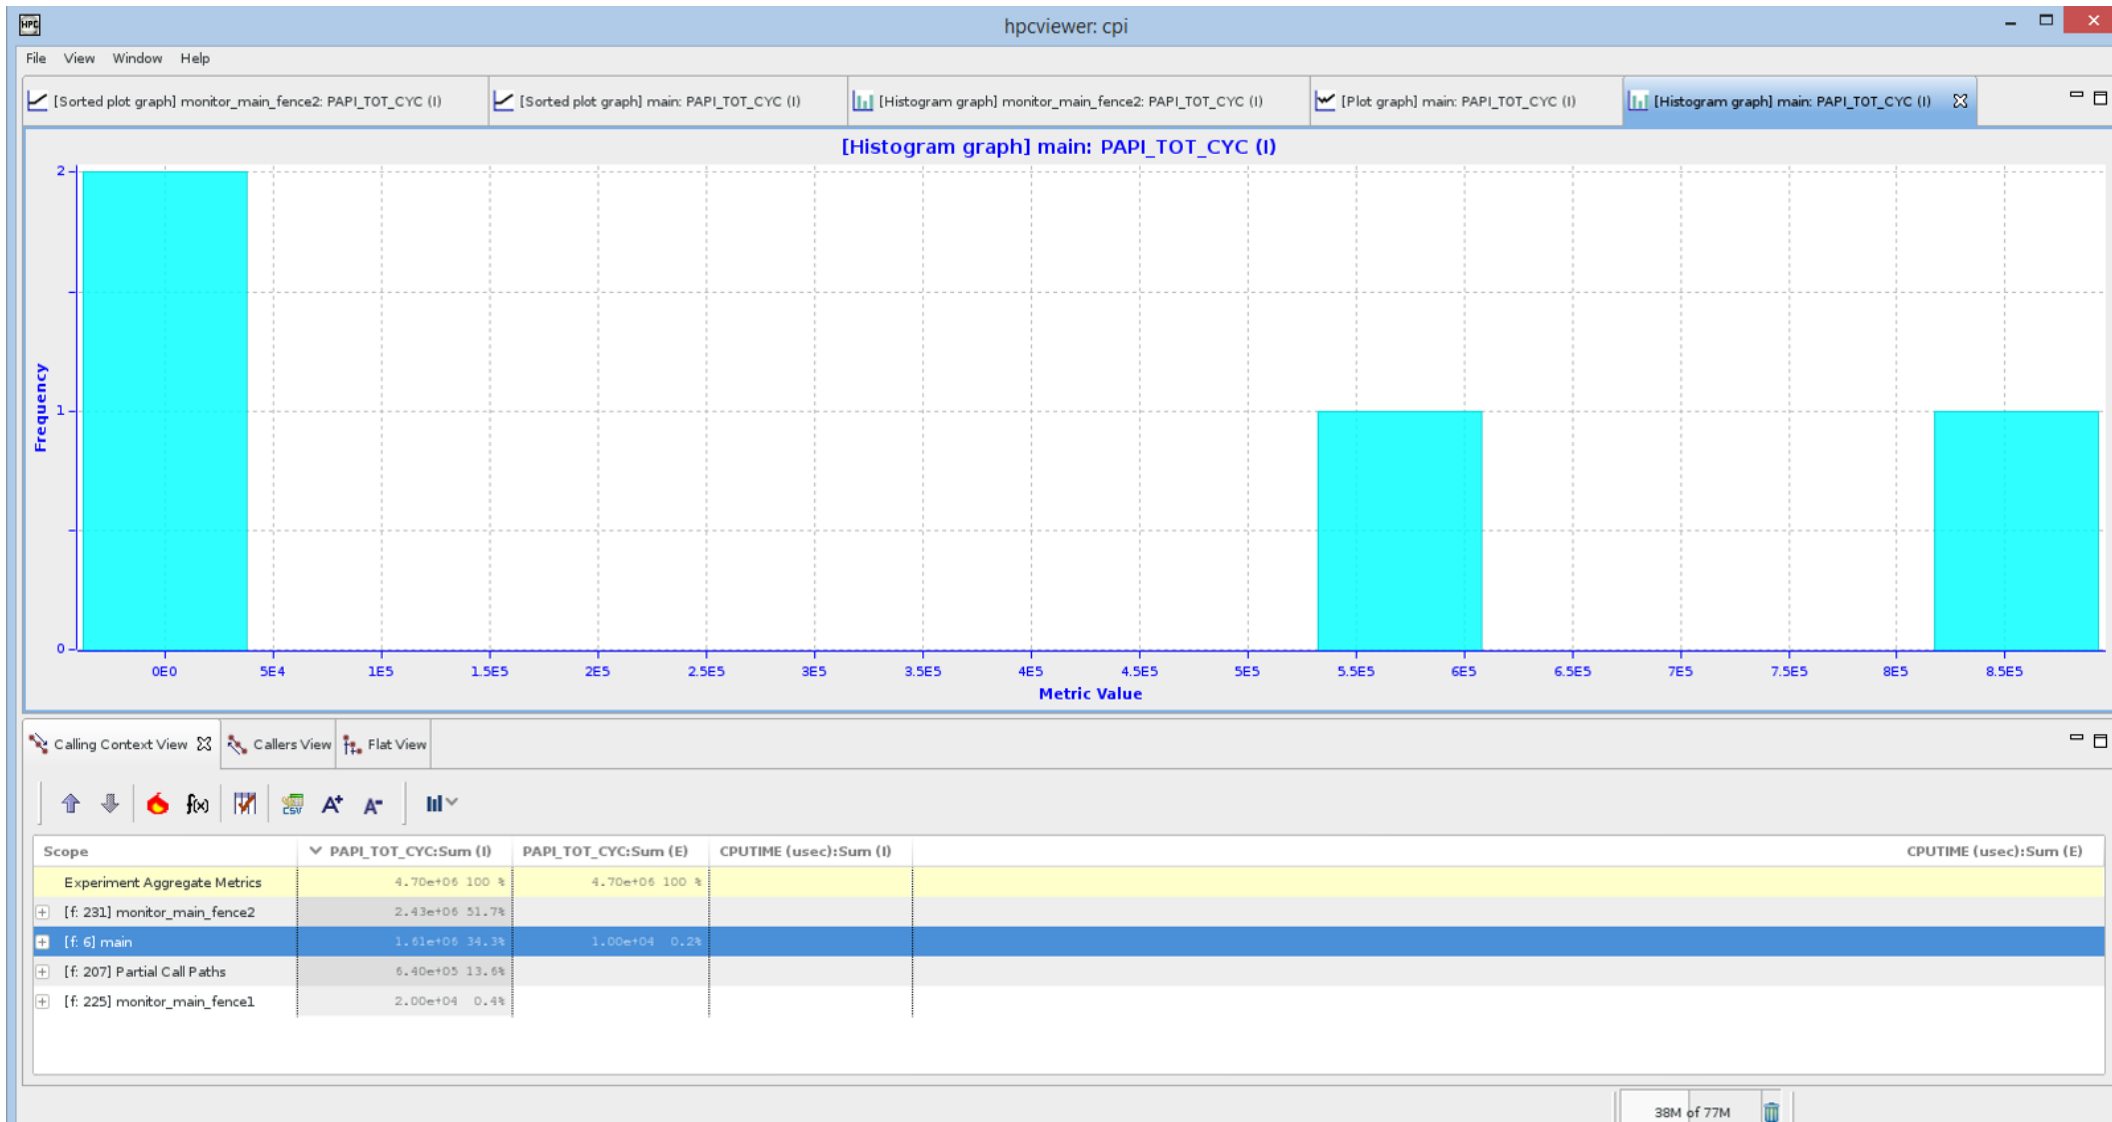 HPC
hpcviewer: cpi
File View Window Help
[Sorted plot graph] monitor_main_fence2: PAPI_TOT_CYC (I) [Sorted plot graph] main: PAPI_TOT_CYC (I) [Histogram graph] monitor_main_fence2: PAPI_TOT_CYC (I) [Plot graph] main: PAPI_TOT_CYC (I) [Histogram graph] main: PAPI_TOT_CYC (I)
[Histogram graph] main: PAPI_TOT_CYC (I)
2
1
0
Frequency
0E0 5E4 1E5 1.5E5 2E5 2.5E5 3E5 3.5E5 4E5 4.5E5 5E5 5.5E5 6E5 6.5E5 7E5 7.5E5 8E5 8.5E5
Metric Value
Calling Context View Callers View Flat View
f(x) CSV A+ A-
Scope PAPI_TOT_CYC:Sum (I) PAPI_TOT_CYC:Sum (E) CPUTIME (usec):Sum (I) CPUTIME (usec):Sum (E)
Experiment Aggregate Metrics 4.70e+06 100 % 4.70e+06 100 %
[f: 231] monitor_main_fence2 2.43e+06 51.7%
[f: 6] main 1.61e+06 34.3% 1.00e+04 0.2%
[f: 207] Partial Call Paths 6.40e+05 13.6%
[f: 225] monitor_main_fence1 2.00e+04 0.4%
38M of 77M